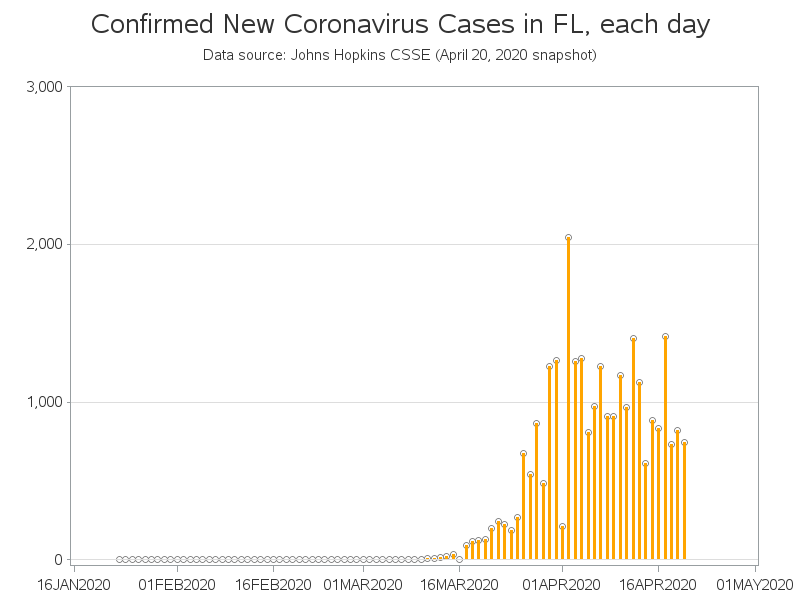 Confirmed New Coronavirus Cases in FL, each day
Data source: Johns Hopkins CSSE (April 20, 2020 snapshot)
3,000
2,000
1,000
0
16JAN2020 01FEB2020 16FEB2020 01MAR2020 16MAR2020 01APR2020 16APR2020 01MAY2020